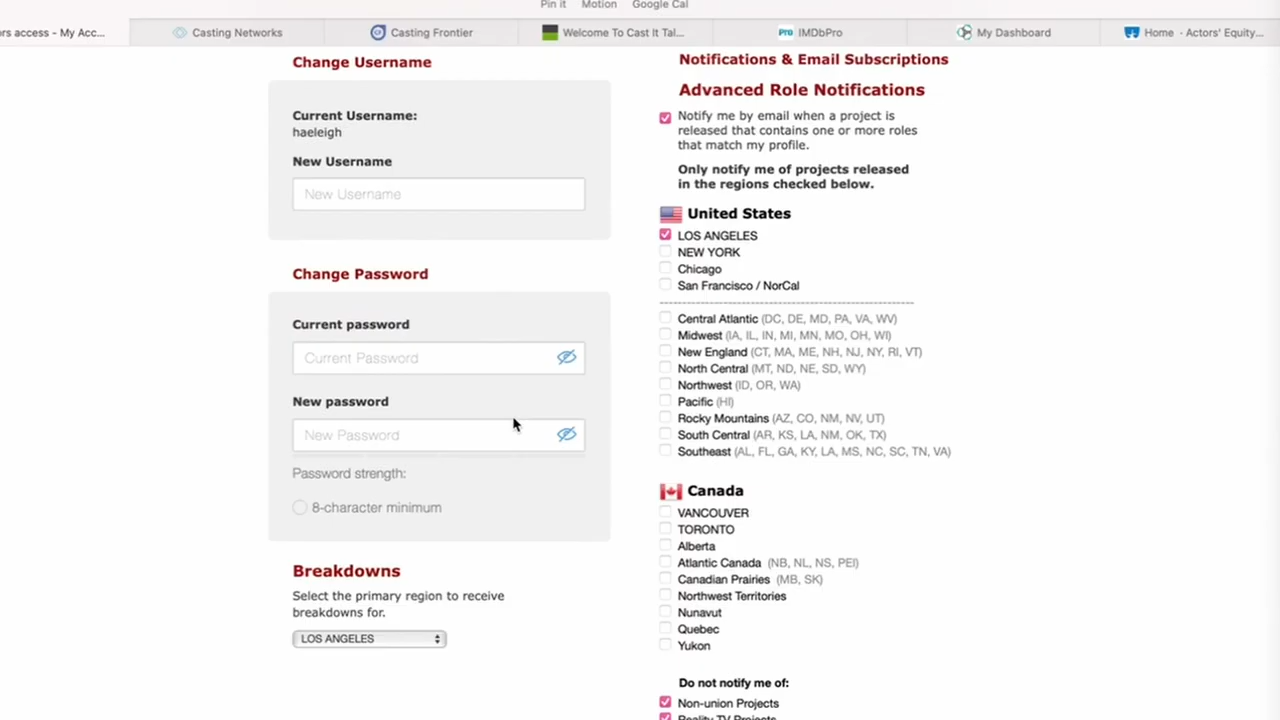 Pin it Motion Google Cal
ors access - My Acc... Casting Networks Casting Frontier Welcome To Cast It Tal... Pro IMDbPro My Dashboard Home · Actors' Equity...
Change Username
Current Username:
haeleigh
New Username
New Username
Change Password
Current password
Current Password
New password
New Password
Password strength:
8-character minimum
Breakdowns
Select the primary region to receive
breakdowns for.
LOS ANGELES
Notifications & Email Subscriptions
Advanced Role Notifications
Notify me by email when a project is
released that contains one or more roles
that match my profile.
Only notify me of projects released
in the regions checked below.
United States
LOS ANGELES
NEW YORK
Chicago
San Francisco / NorCal
Central Atlantic (DC, DE, MD, PA, VA, WV)
Midwest (IA, IL, IN, MI, MN, MO, OH, WI)
New England (CT, MA, ME, NH, NJ, NY, RI, VT)
North Central (MT, ND, NE, SD, WY)
Northwest (ID, OR, WA)
Pacific (HI)
Rocky Mountains (AZ, CO, NM, NV, UT)
South Central (AR, KS, LA, NM, OK, TX)
Southeast (AL, FL, GA, KY, LA, MS, NC, SC, TN, VA)
Canada
VANCOUVER
TORONTO
Alberta
Atlantic Canada (NB, NL, NS, PEI)
Canadian Prairies (MB, SK)
Northwest Territories
Nunavut
Quebec
Yukon
Do not notify me of:
Non-union Projects
Reality TV Projects